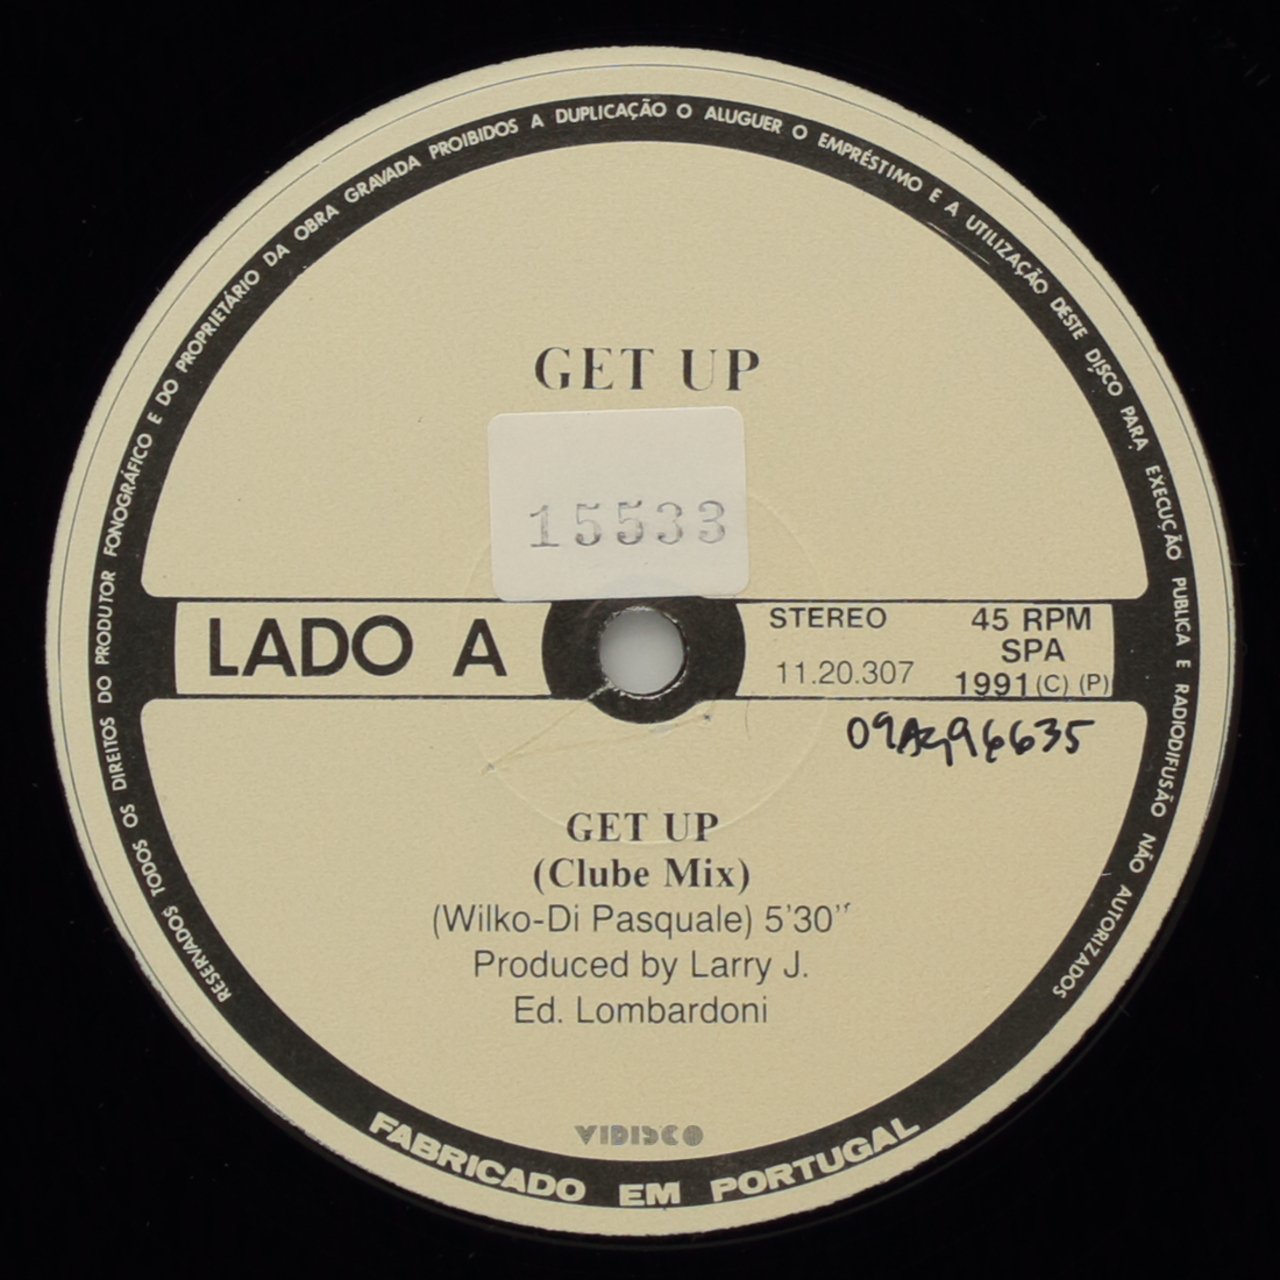 RESERVADOS TODOS OS DIREITOS DO PRODUTOR FONOGRÁFICO E DO PROPRIETÁRIO DA OBRA GRAVADA PROIBIDOS A DUPLICAÇÃO O ALUGUER O EMPRÉSTIMO E A UTILIZAÇÃO DESTE DISCO PARA EXECUÇÃO PUBLICA E RADIODIFUSÃO NÃO AUTORIZADOS
GET UP
15533
LADO A
STEREO
11.20.307
45 RPM
SPA
1991 (C) (P)
GET UP
(Clube Mix)
(Wilko-Di Pasquale) 5'30''
Produced by Larry J.
Ed. Lombardoni
VIDISCO
FABRICADO EM PORTUGAL